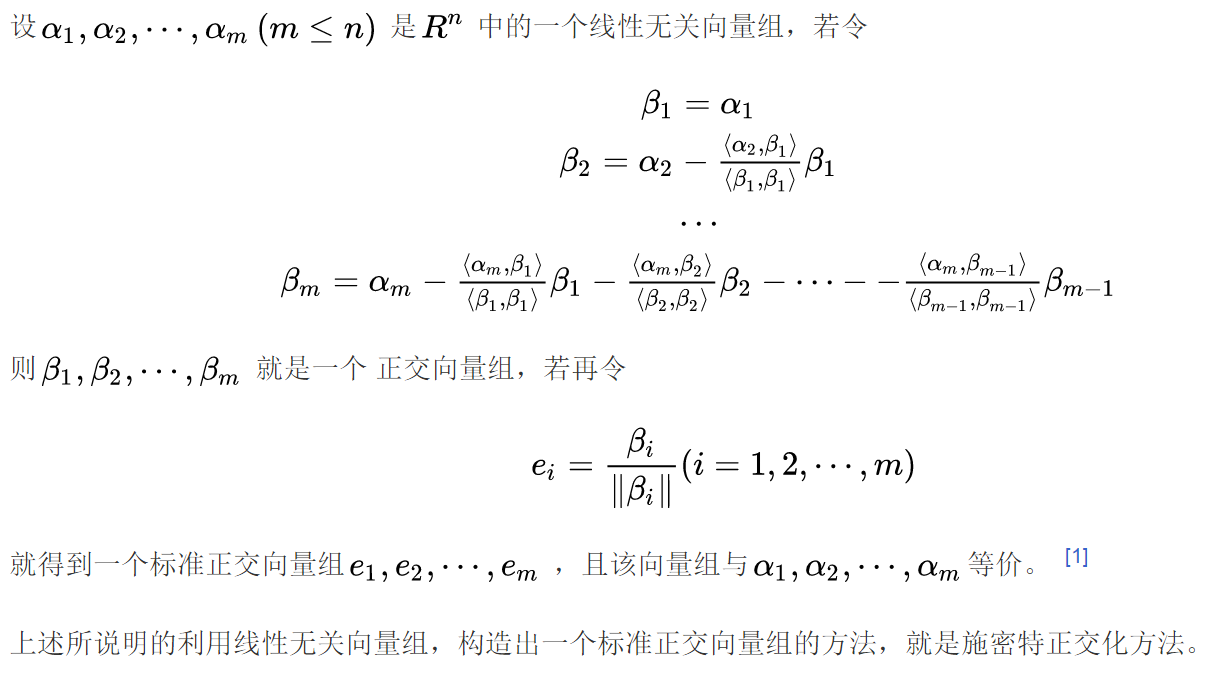 设 $\alpha_1, \alpha_2, \cdots, \alpha_m \ (m \leq n)$ 是 $R^n$ 中的一个线性无关向量组，若令
$\beta_1 = \alpha_1$
$\beta_2 = \alpha_2 - \frac{\langle \alpha_2, \beta_1 \rangle}{\langle \beta_1, \beta_1 \rangle} \beta_1$
$\cdots$
$\beta_m = \alpha_m - \frac{\langle \alpha_m, \beta_1 \rangle}{\langle \beta_1, \beta_1 \rangle} \beta_1 - \frac{\langle \alpha_m, \beta_2 \rangle}{\langle \beta_2, \beta_2 \rangle} \beta_2 - \cdots - - \frac{\langle \alpha_m, \beta_{m-1} \rangle}{\langle \beta_{m-1}, \beta_{m-1} \rangle} \beta_{m-1}$
则 $\beta_1, \beta_2, \cdots, \beta_m$ 就是一个 正交向量组，若再令
$e_i = \frac{\beta_i}{\|\beta_i\|} (i = 1, 2, \cdots, m)$
就得到一个标准正交向量组 $e_1, e_2, \cdots, e_m$ ，且该向量组与 $\alpha_1, \alpha_2, \cdots, \alpha_m$ 等价。 [1]
上述所说明的利用线性无关向量组，构造出一个标准正交向量组的方法，就是施密特正交化方法。